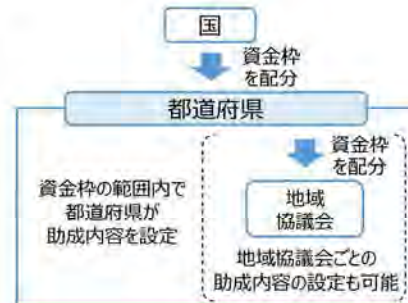 国
資金枠
を配分
都道府県
資金枠の範囲内で
都道府県が
助成内容を設定
資金枠
を配分
地域
協議会
地域協議会ごとの
助成内容の設定も可能